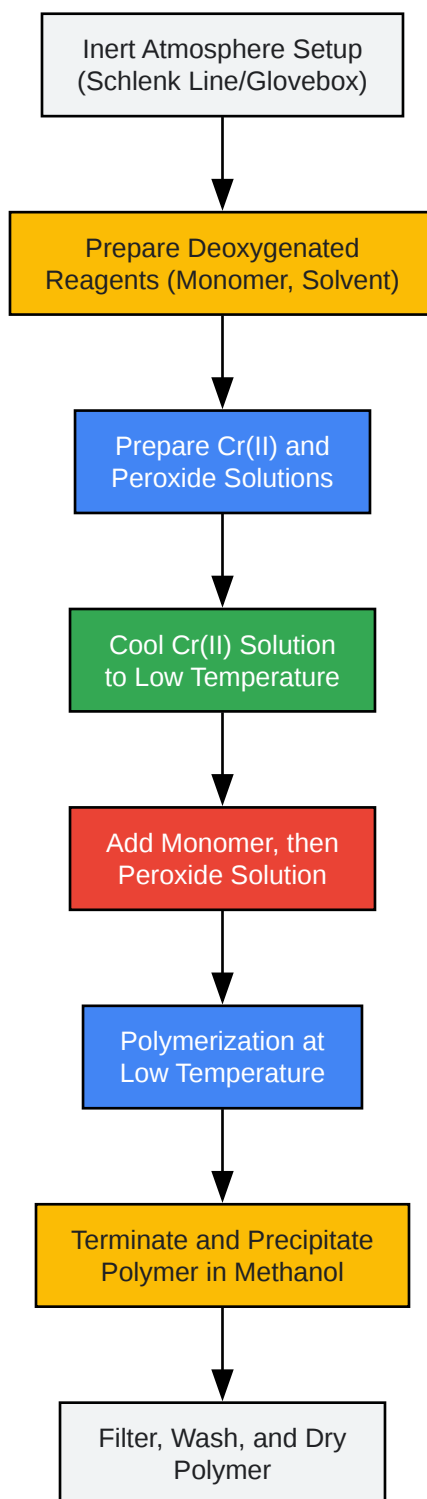 Inert Atmosphere Setup
(Schlenk Line/Glovebox)
Prepare Deoxygenated
Reagents (Monomer, Solvent)
Prepare Cr(II) and
Peroxide Solutions
Cool Cr(II) Solution
to Low Temperature
Add Monomer, then
Peroxide Solution
Polymerization at
Low Temperature
Terminate and Precipitate
Polymer in Methanol
Filter, Wash, and Dry
Polymer